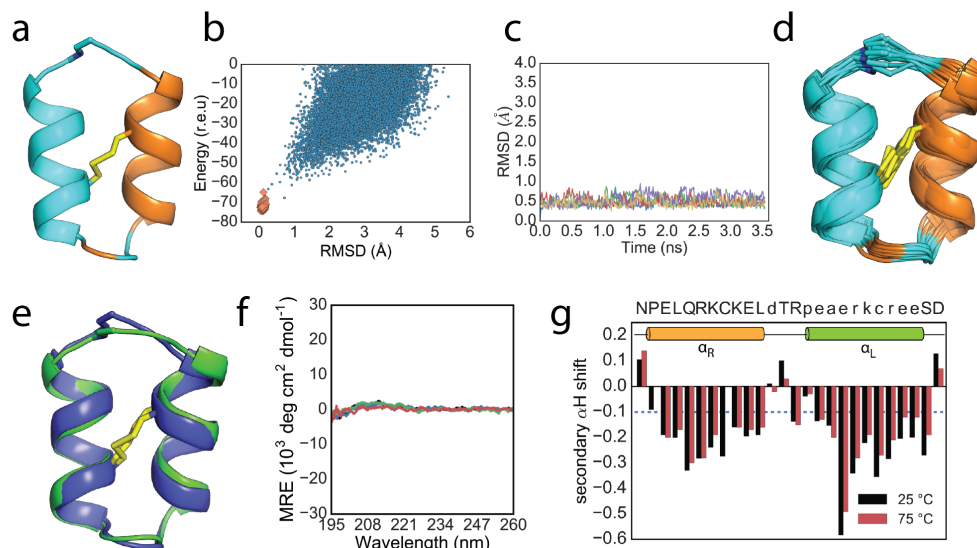 a
b
0
−10
−20
−30
−40
−50
−60
−70
−80
Energy (r.e.u)
0
1
2
3
4
5
6
RMSD (Å)
c
4.0
3.5
3.0
2.5
2.0
1.5
1.0
0.5
0.0
RMSD (Å)
0.0
0.5
1.0
1.5
2.0
2.5
3.0
3.5
Time (ns)
d
e
f
30
20
10
0
−10
−20
−30
MRE (10³ deg cm² dmol⁻¹)
195
208
221
234
247
260
Wavelength (nm)
g
NPELQRKCKELdTRpeaerkcreeSD
αR
αL
0.2
0.1
0.0
−0.1
−0.2
−0.3
−0.4
−0.5
−0.6
secondary αH shift
25 °C
75 °C